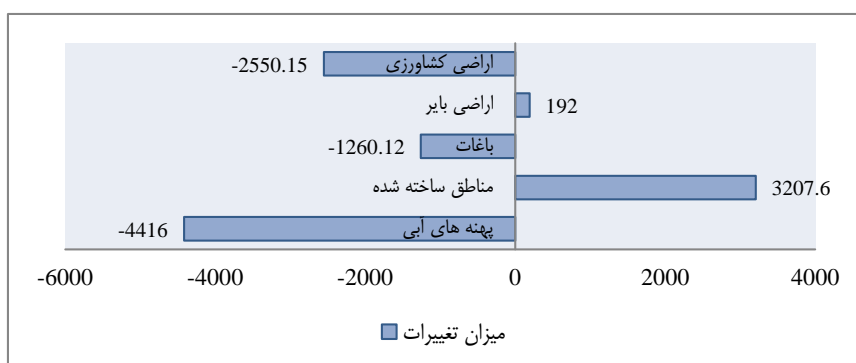 اراضی کشاورزی -2550.15
اراضی بایر 192
باغات -1260.12
مناطق ساخته شده 3207.6
پهنه های آبی -4416
-6000 -4000 -2000 0 2000 4000
میزان تغییرات